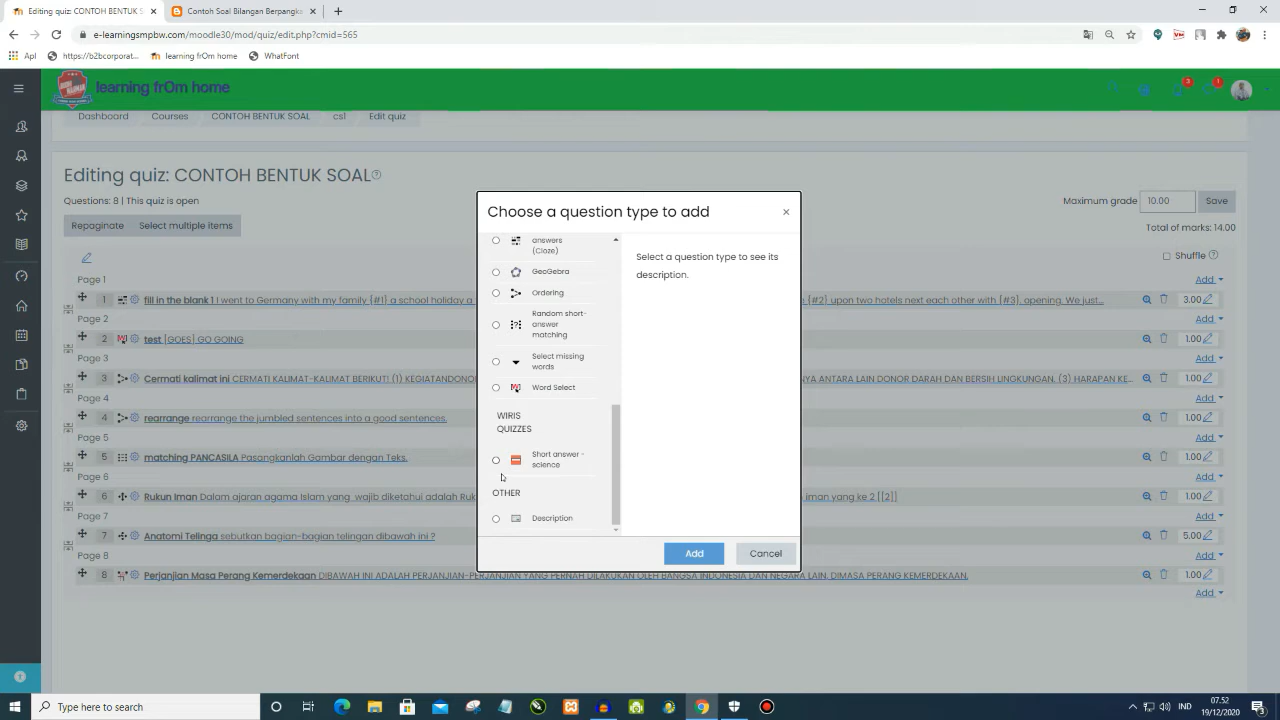 Editing quiz: CONTOH BENTUK S
Contoh Soal Bilangan Berpangka
e-learningsmpbw.com/moodle30/mod/quiz/edit.php?cmid=565
Apl
https://b2bcorporat...
learning frOm home
WhatFont
learning frOm home
3
1
Dashboard
Courses
CONTOH BENTUK SOAL
cs1
Edit quiz
Editing quiz: CONTOH BENTUK SOAL
Questions: 8 | This quiz is open
Maximum grade
10.00
Save
Repaginate
Select multiple items
Total of marks: 14.00
Shuffle
Page 1
Add
1
fill in the blank 1 I went to Germany with my family {#1} a school holiday a
{#2} upon two hotels next each other with {#3}, opening. We just...
3.00
Page 2
Add
2
test [GOES] GO GOING
1.00
Page 3
Add
3
Cermati kalimat ini CERMATI KALIMAT-KALIMAT BERIKUT! (1) KEGIATANDONOR
NYA ANTARA LAIN DONOR DARAH DAN BERSIH LINGKUNGAN. (3) HARAPAN KE...
1.00
Page 4
Add
4
rearrange rearrange the jumbled sentences into a good sentences.
1.00
Page 5
Add
5
matching PANCASILA Pasangkanlah Gambar dengan Teks.
1.00
Page 6
Add
6
Rukun Iman Dalam ajaran agama Islam yang wajib diketahui adalah Ruk
iman yang ke 2 [[2]]
1.00
Page 7
Add
7
Anatomi Telinga sebutkan bagian-bagian telingan dibawah ini ?
5.00
Page 8
Add
8
Perjanjian Masa Perang Kemerdekaan DIBAWAH INI ADALAH PERJANJIAN-PERJANJIAN YANG PERNAH DILAKUKAN OLEH BANGSA INDONESIA DAN NEGARA LAIN, DIMASA PERANG KEMERDEKAAN.
1.00
Add
Choose a question type to add
answers
(Cloze)
GeoGebra
Ordering
Random short-
answer
matching
Select missing
words
Word Select
WIRIS
QUIZZES
Short answer -
science
OTHER
Description
Select a question type to see its
description.
Add
Cancel
Type here to search
IND
07.52
19/12/2020
3